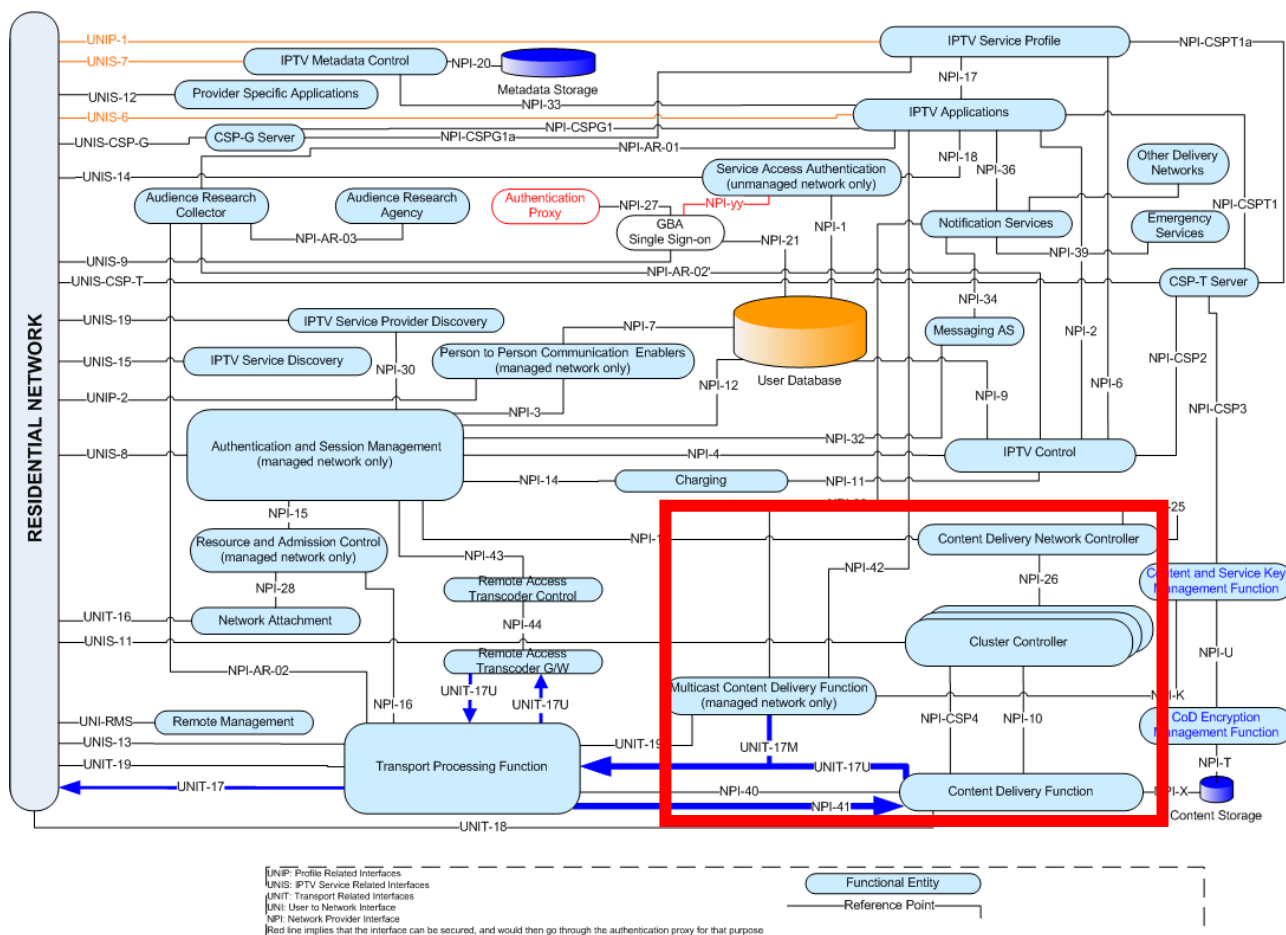 UNIP-1
IPTV Service Profile
NPI-CSPT1a
UNIS-7
IPTV Metadata Control
NPI-20
Metadata Storage
NPI-17
UNIS-12
Provider Specific Applications
NPI-33
UNIS-6
IPTV Applications
NPI-CSPG1
UNIS-CSP-G
CSP-G Server
NPI-CSPG1a
NPI-AR-01
NPI-18
Other Delivery
Networks
UNIS-14
Service Access Authentication
(unmanaged network only)
NPI-36
Audience Research
Collector
Audience Research
Agency
Authentication
Proxy
NPI-27
NPI-yy
NPI-CSPT1
GBA
Single Sign-on
NPI-1
Notification Services
Emergency
Services
NPI-AR-03
NPI-21
NPI-39
UNIS-9
NPI-AR-02'
UNIS-CSP-T
CSP-T Server
NPI-34
UNIS-19
IPTV Service Provider Discovery
NPI-7
Messaging AS
NPI-2
UNIS-15
IPTV Service Discovery
NPI-30
Person to Person Communication Enablers
(managed network only)
User Database
NPI-CSP2
NPI-12
NPI-6
UNIP-2
NPI-3
NPI-9
NPI-CSP3
RESIDENTIAL NETWORK
Authentication and Session Management
(managed network only)
NPI-32
UNIS-8
NPI-4
IPTV Control
NPI-14
Charging
NPI-11
NPI-15
-25
Resource and Admission Control
(managed network only)
NPI-1
Content Delivery Network Controller
NPI-43
NPI-42
NPI-28
Remote Access
Transcoder Control
NPI-26
Content and Service Key
Management Function
UNIT-16
Network Attachment
NPI-44
UNIS-11
Cluster Controller
Remote Access
Transcoder G/W
NPI-U
NPI-AR-02
UNIT-17U
UNIT-17U
Multicast Content Delivery Function
(managed network only)
NPI-K
NPI-16
UNI-RMS
Remote Management
NPI-CSP4
NPI-10
CoD Encryption
Management Function
UNIS-13
UNIT-19
UNIT-17M
UNIT-19
Transport Processing Function
UNIT-17U
NPI-T
UNIT-17
NPI-40
Content Delivery Function
NPI-X
NPI-41
Content Storage
UNIT-18
UNIP: Profile Related Interfaces
UNIS: IPTV Service Related Interfaces
UNIT: Transport Related Interfaces
UNI: User to Network Interface
NPI: Network Provider Interface
Red line implies that the interface can be secured, and would then go through the authentication proxy for that purpose
Functional Entity
Reference Point